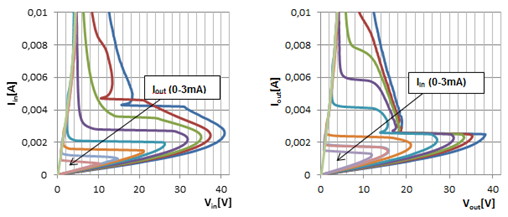 0,01
0,008
0,006
0,004
0,002
0
I_in[A]
I_out (0-3mA)
0 10 20 30 40
V_in[V]
0,01
0,008
0,006
0,004
0,002
0
I_out[A]
I_in (0-3mA)
0 10 20 30 40
V_out[V]